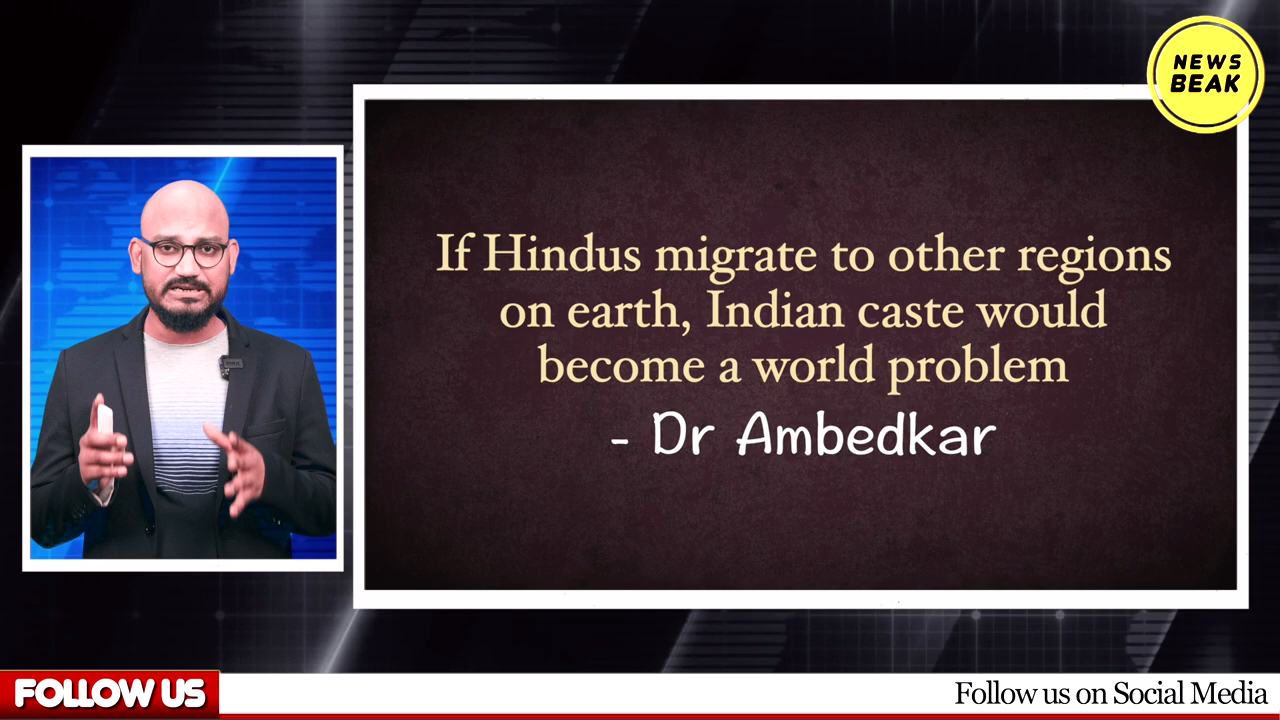 NEWS
BEAK
If Hindus migrate to other regions
on earth, Indian caste would
become a world problem
- Dr Ambedkar
FOLLOW US
Follow us on Social Media